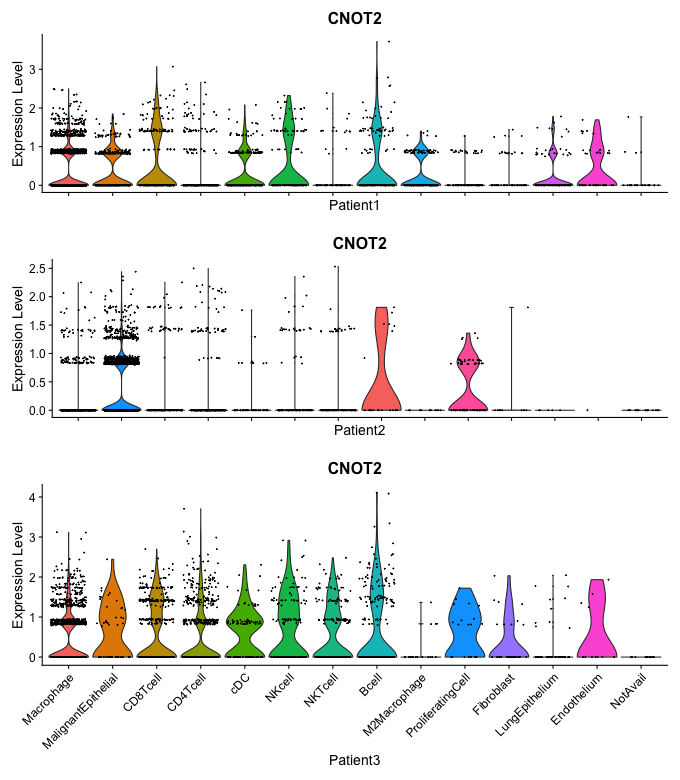 CNOT2
Expression Level
3
2
1
0
Patient1
CNOT2
Expression Level
2.5
2.0
1.5
1.0
0.5
0.0
Patient2
CNOT2
Expression Level
4
3
2
1
0
Macrophage
MalignantEpithelial
CD8Tcell
CD4Tcell
cDC
NKcell
NKTcell
Bcell
M2Macrophage
ProliferatingCell
Fibroblast
LungEpithelium
Endothelium
NotAvail
Patient3